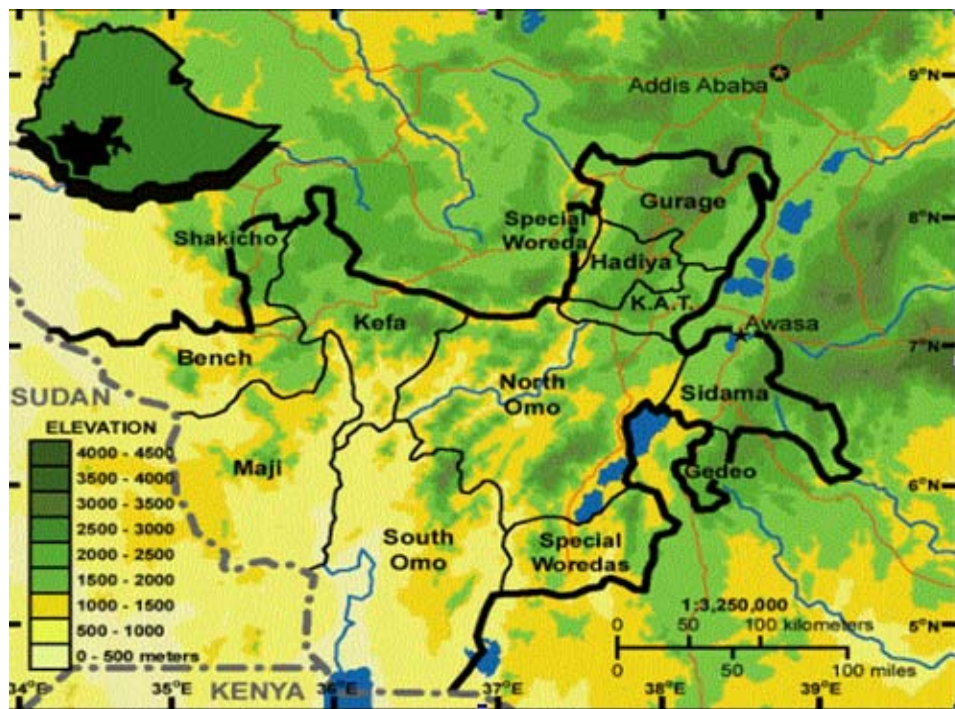 9°N
Addis Ababa
Gurage
8°N
Special
Woreda
Shakicho
Hadiya
K.A.T.
Kefa
Awasa
7°N
Bench
North
Omo
Sidama
SUDAN
ELEVATION
4000 - 4500
3500 - 4000
3000 - 3500
2500 - 3000
2000 - 2500
1500 - 2000
1000 - 1500
500 - 1000
0 - 500 meters
Maji
Gedeo
6°N
South
Omo
Special
Woredas
1:3,250,000
0 50 100 kilometers
0 50 100 miles
5°N
34°E
35°E
KENYA
36°E
37°E
38°E
39°E